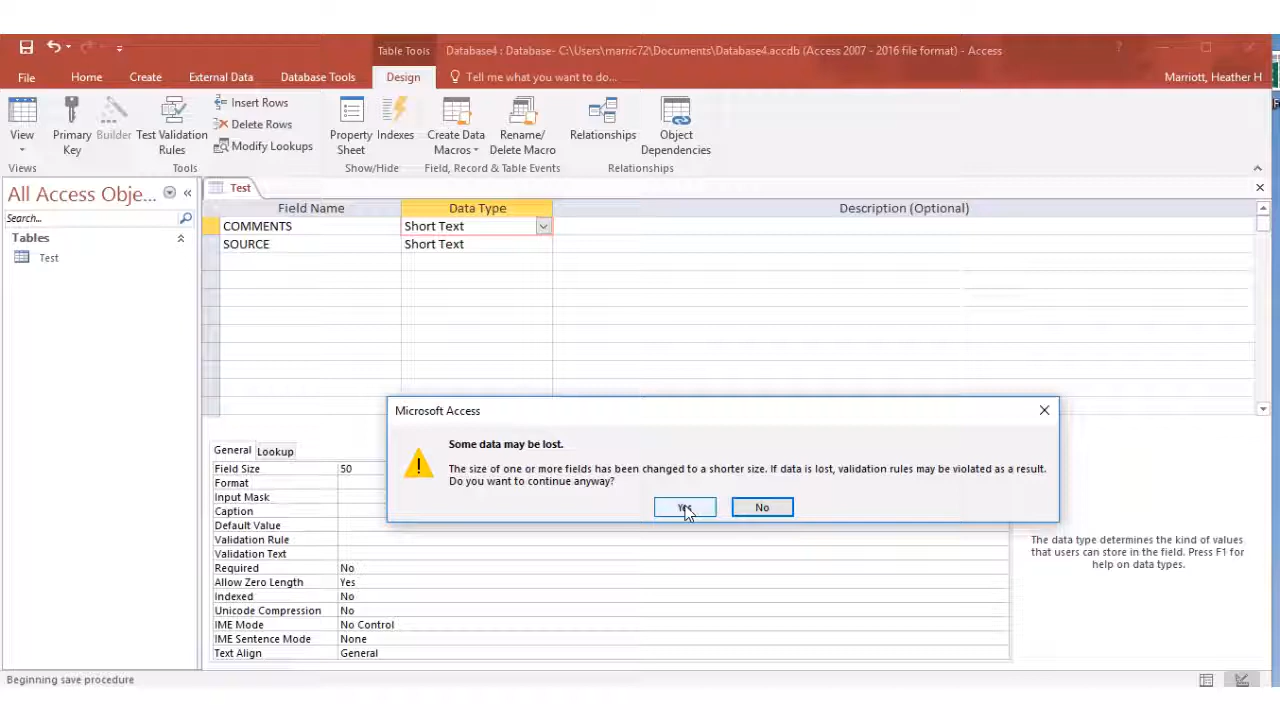 Table Tools
Database4 : Database- C:\Users\marric72\Documents\Database4.accdb (Access 2007 - 2016 file format) - Access
?
File
Home
Create
External Data
Database Tools
Design
Tell me what you want to do...
Marriott, Heather H
View
Primary Key
Builder
Test Validation Rules
Insert Rows
Delete Rows
Modify Lookups
Property Sheet
Indexes
Create Data Macros
Rename/ Delete Macro
Relationships
Object Dependencies
Views
Tools
Show/Hide
Field, Record & Table Events
Relationships
All Access Obje...
Search...
Tables
Test
Test
Field Name
Data Type
Description (Optional)
COMMENTS
Short Text
SOURCE
Short Text
Microsoft Access
Some data may be lost.
The size of one or more fields has been changed to a shorter size. If data is lost, validation rules may be violated as a result.
Do you want to continue anyway?
No
General
Lookup
Field Size 50
Format
Input Mask
Caption
Default Value
Validation Rule
Validation Text
Required No
Allow Zero Length Yes
Indexed No
Unicode Compression No
IME Mode No Control
IME Sentence Mode None
Text Align General
The data type determines the kind of values
that users can store in the field. Press F1 for
help on data types.
Beginning save procedure